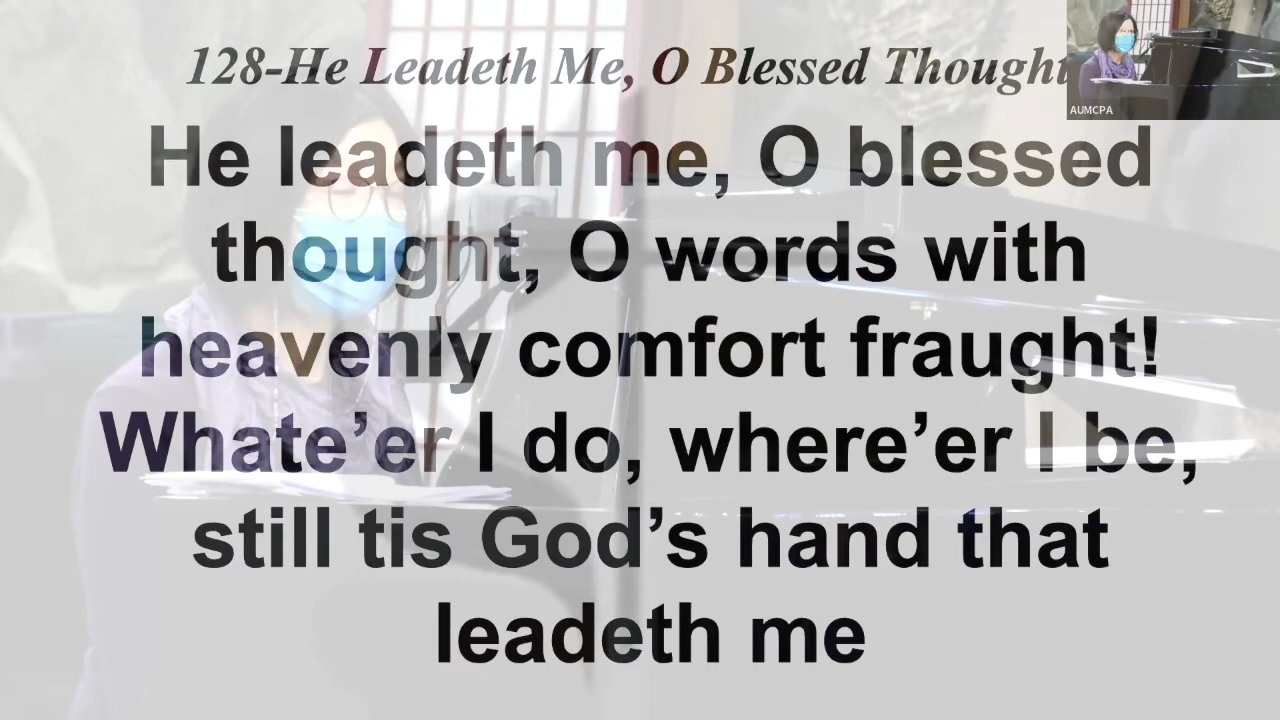 128-He Leadeth Me, O Blessed Thought
AUMCPA
He leadeth me, O blessed
thought, O words with
heavenly comfort fraught!
Whate’er I do, where’er I be,
still tis God’s hand that
leadeth me